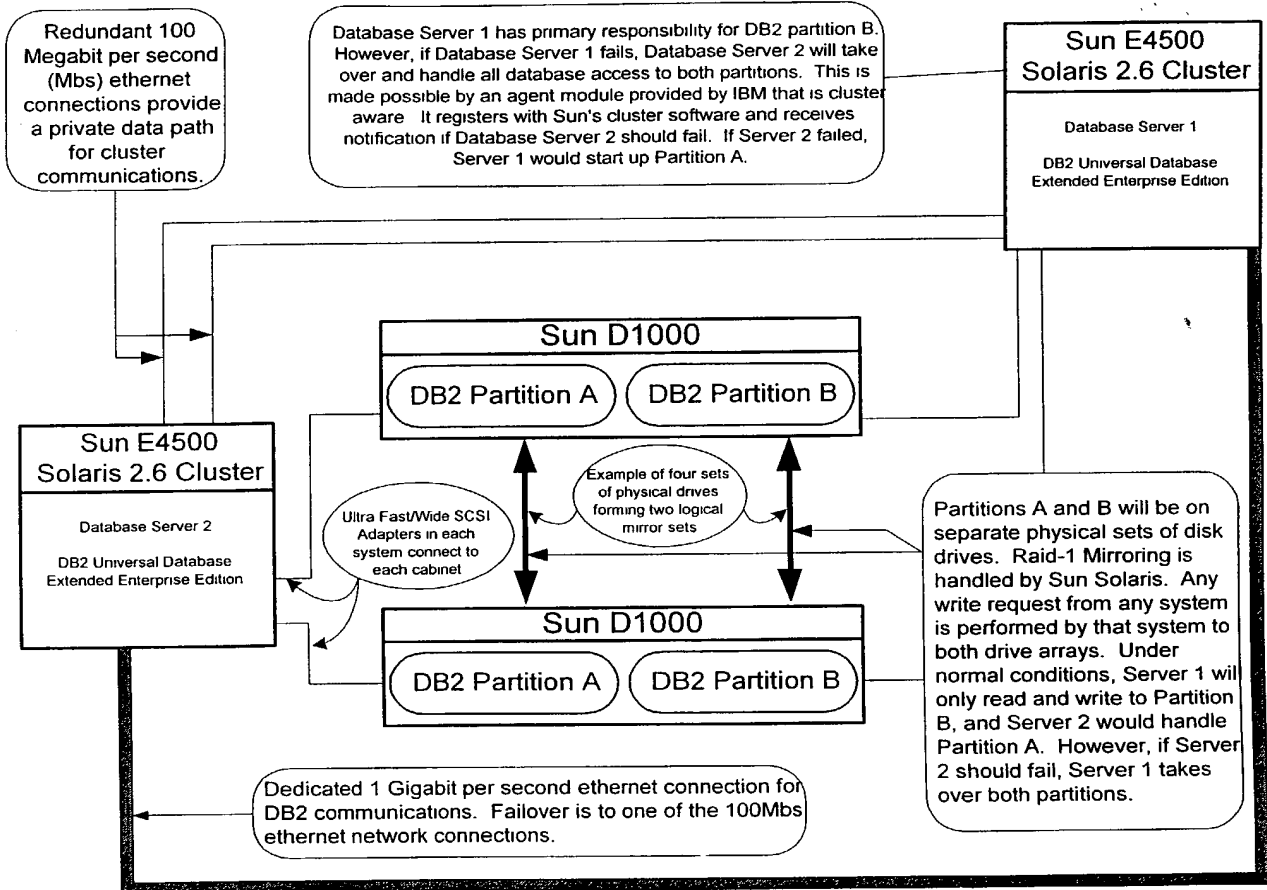 Redundant 100
Megabit per second
(Mbs) ethernet
connections provide
a private data path
for cluster
communications.
Database Server 1 has primary responsibility for DB2 partition B.
However, if Database Server 1 fails, Database Server 2 will take
over and handle all database access to both partitions. This is
made possible by an agent module provided by IBM that is cluster
aware It registers with Sun's cluster software and receives
notification if Database Server 2 should fail. If Server 2 failed,
Server 1 would start up Partition A.
Sun E4500
Solaris 2.6 Cluster
Database Server 1
DB2 Universal Database
Extended Enterprise Edition
Sun D1000
DB2 Partition A
DB2 Partition B
Sun E4500
Solaris 2.6 Cluster
Database Server 2
DB2 Universal Database
Extended Enterprise Edition
Ultra Fast/Wide SCSI
Adapters in each
system connect to
each cabinet
Example of four sets
of physical drives
forming two logical
mirror sets
Sun D1000
DB2 Partition A
DB2 Partition B
Partitions A and B will be on
separate physical sets of disk
drives. Raid-1 Mirroring is
handled by Sun Solaris. Any
write request from any system
is performed by that system to
both drive arrays. Under
normal conditions, Server 1 will
only read and write to Partition
B, and Server 2 would handle
Partition A. However, if Server
2 should fail, Server 1 takes
over both partitions.
Dedicated 1 Gigabit per second ethernet connection for
DB2 communications. Failover is to one of the 100Mbs
ethernet network connections.